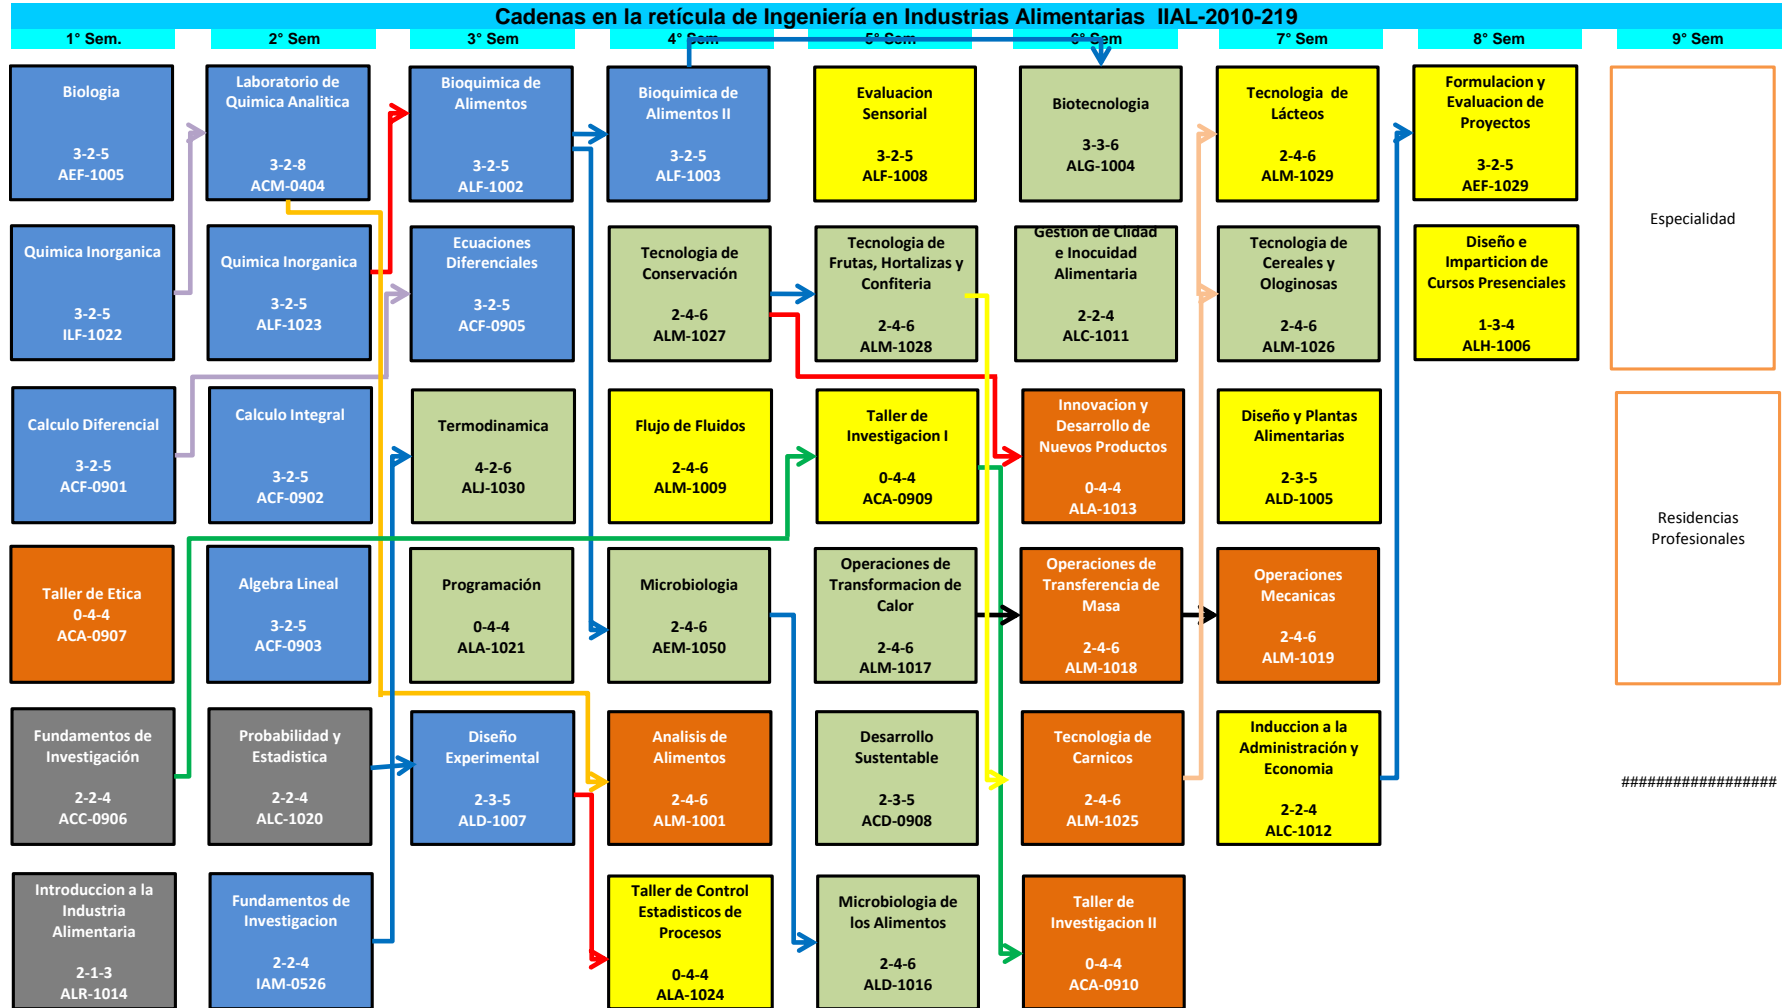 Cadenas en la retícula de Ingeniería en Industrias Alimentarias IIAL-2010-219
1° Sem.
2° Sem
3° Sem
4° Sem
5° Sem
6° Sem
7° Sem
8° Sem
9° Sem
Biologia
3-2-5
AEF-1005
Quimica Inorganica
3-2-5
ILF-1022
Calculo Diferencial
3-2-5
ACF-0901
Taller de Etica
0-4-4
ACA-0907
Fundamentos de
Investigación
2-2-4
ACC-0906
Introduccion a la
Industria
Alimentaria
2-1-3
ALR-1014
Laboratorio de
Quimica Analitica
3-2-8
ACM-0404
Quimica Inorganica
3-2-5
ALF-1023
Calculo Integral
3-2-5
ACF-0902
Algebra Lineal
3-2-5
ACF-0903
Probabilidad y
Estadistica
2-2-4
ALC-1020
Fundamentos de
Investigacion
2-2-4
IAM-0526
Bioquimica de
Alimentos
3-2-5
ALF-1002
Ecuaciones
Diferenciales
3-2-5
ACF-0905
Termodinamica
4-2-6
ALJ-1030
Programación
0-4-4
ALA-1021
Diseño
Experimental
2-3-5
ALD-1007
Bioquimica de
Alimentos II
3-2-5
ALF-1003
Tecnologia de
Conservación
2-4-6
ALM-1027
Flujo de Fluidos
2-4-6
ALM-1009
Microbiologia
2-4-6
AEM-1050
Analisis de
Alimentos
2-4-6
ALM-1001
Taller de Control
Estadisticos de
Procesos
0-4-4
ALA-1024
Evaluacion
Sensorial
3-2-5
ALF-1008
Tecnologia de
Frutas, Hortalizas y
Confiteria
2-4-6
ALM-1028
Taller de
Investigacion I
0-4-4
ACA-0909
Operaciones de
Transformacion de
Calor
2-4-6
ALM-1017
Desarrollo
Sustentable
2-3-5
ACD-0908
Microbiologia de
los Alimentos
2-4-6
ALD-1016
Biotecnologia
3-3-6
ALG-1004
Gestion de Clidad
e Inocuidad
Alimentaria
2-2-4
ALC-1011
Innovacion y
Desarrollo de
Nuevos Productos
0-4-4
ALA-1013
Operaciones de
Transferencia de
Masa
2-4-6
ALM-1018
Tecnologia de
Carnicos
2-4-6
ALM-1025
Taller de
Investigacion II
0-4-4
ACA-0910
Tecnologia de
Lácteos
2-4-6
ALM-1029
Tecnologia de
Cereales y
Ologinosas
2-4-6
ALM-1026
Diseño y Plantas
Alimentarias
2-3-5
ALD-1005
Operaciones
Mecanicas
2-4-6
ALM-1019
Induccion a la
Administración y
Economia
2-2-4
ALC-1012
Formulacion y
Evaluacion de
Proyectos
3-2-5
AEF-1029
Diseño e
Imparticion de
Cursos Presenciales
1-3-4
ALH-1006
Especialidad
Residencias
Profesionales
##################